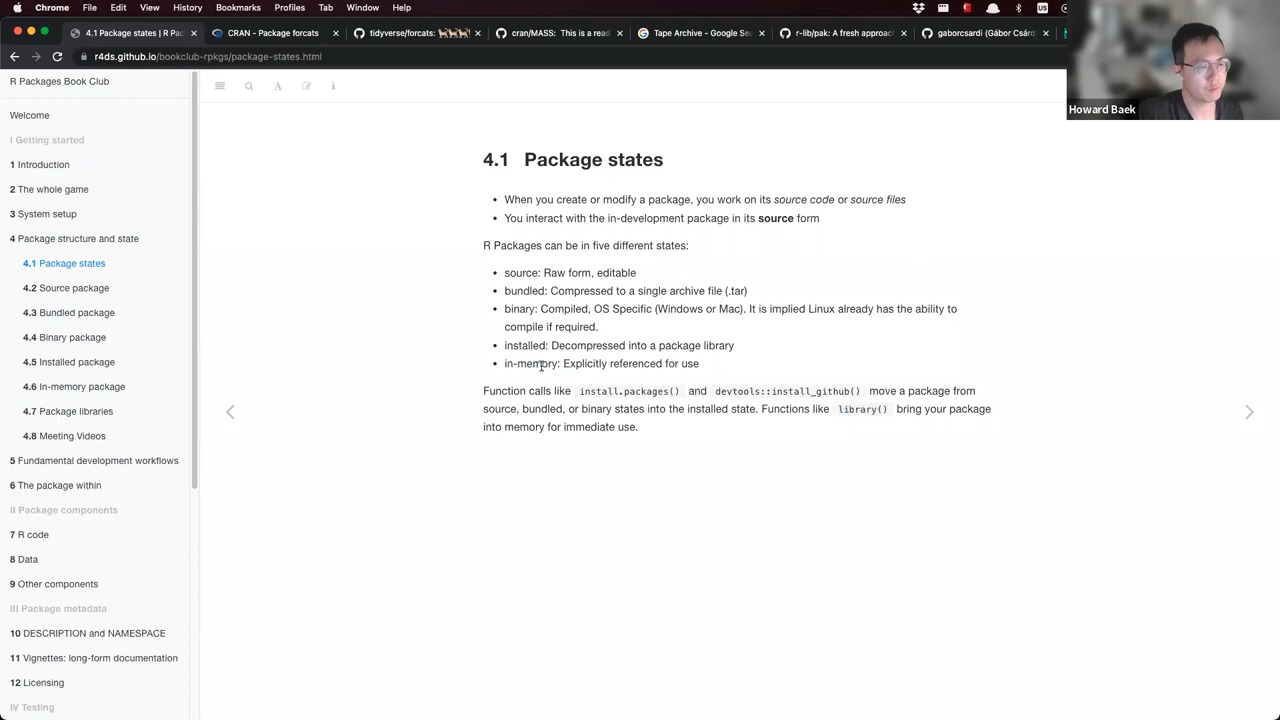 Chrome File Edit View History Bookmarks Profiles Tab Window Help
4.1 Package states | R Pac
CRAN - Package forcats
tidyverse/forcats:
cran/MASS: This is a read
Tape Archive - Google Sea
r-lib/pak: A fresh approac
gaborcsardi (Gábor Csárd
r4ds.github.io/bookclub-rpkgs/package-states.html
Howard Baek
R Packages Book Club
Welcome
I Getting started
1 Introduction
2 The whole game
3 System setup
4 Package structure and state
4.1 Package states
4.2 Source package
4.3 Bundled package
4.4 Binary package
4.5 Installed package
4.6 In-memory package
4.7 Package libraries
4.8 Meeting Videos
5 Fundamental development workflows
6 The package within
II Package components
7 R code
8 Data
9 Other components
III Package metadata
10 DESCRIPTION and NAMESPACE
11 Vignettes: long-form documentation
12 Licensing
IV Testing
4.1 Package states
• When you create or modify a package, you work on its source code or source files
• You interact with the in-development package in its source form
R Packages can be in five different states:
• source: Raw form, editable
• bundled: Compressed to a single archive file (.tar)
• binary: Compiled, OS Specific (Windows or Mac). It is implied Linux already has the ability to
compile if required.
• installed: Decompressed into a package library
• in-memory: Explicitly referenced for use
Function calls like install.packages() and devtools::install_github() move a package from
source, bundled, or binary states into the installed state. Functions like library() bring your package
into memory for immediate use.